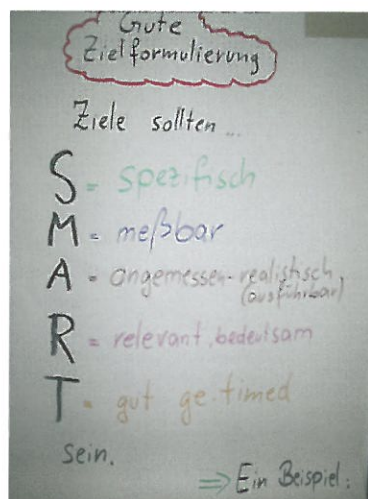 Gute
Zielformulierung
Ziele sollten ...
S = spezifisch
M = meßbar
A = angemessen-realistisch,
(ausführbar)
R = relevant, bedeutsam
T = gut ge-timed
sein.
⇒ Ein Beispiel: